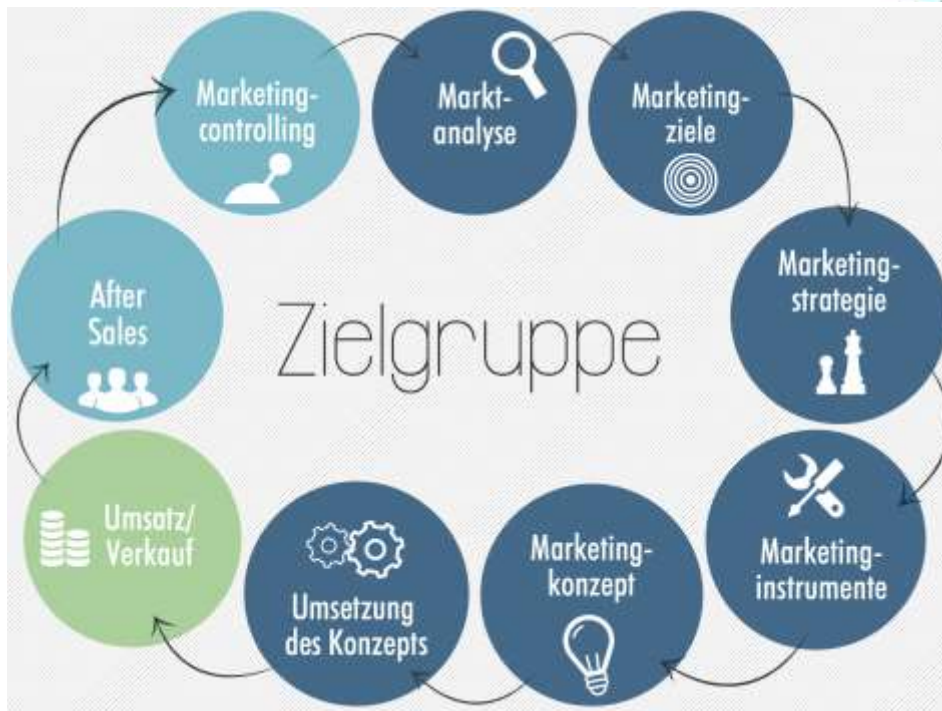 Marketing-
controlling
Markt-
analyse
Marketing-
ziele
Marketing-
strategie
Marketing-
instrumente
Marketing-
konzept
Umsetzung
des Konzepts
Umsatz/
Verkauf
After
Sales
Zielgruppe